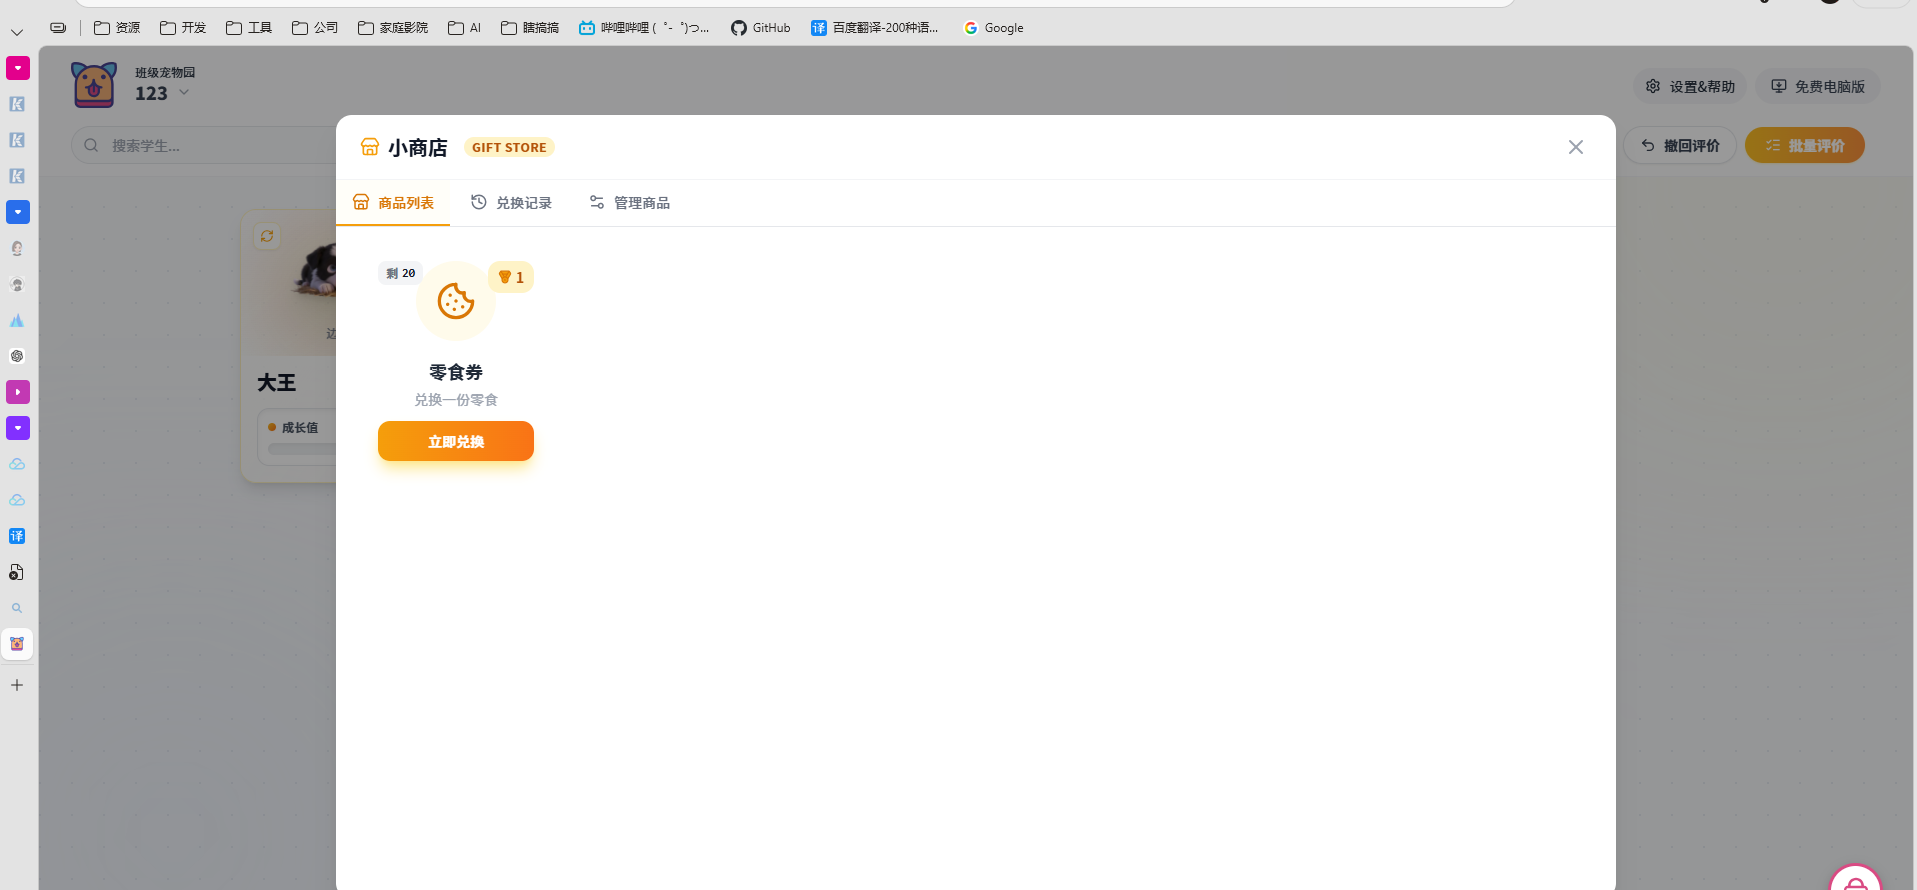 资源
开发
工具
公司
家庭影院
AI
瞎搞搞
哔哩哔哩 (゜-゜)つ...
GitHub
译 百度翻译-200种语...
Google
班级宠物园
123
设置&帮助
免费电脑版
搜索学生...
撤回评价
批量评价
小商店
GIFT STORE
商品列表
兑换记录
管理商品
剩 20
1
零食券
兑换一份零食
立即兑换
边
大王
成长值
译